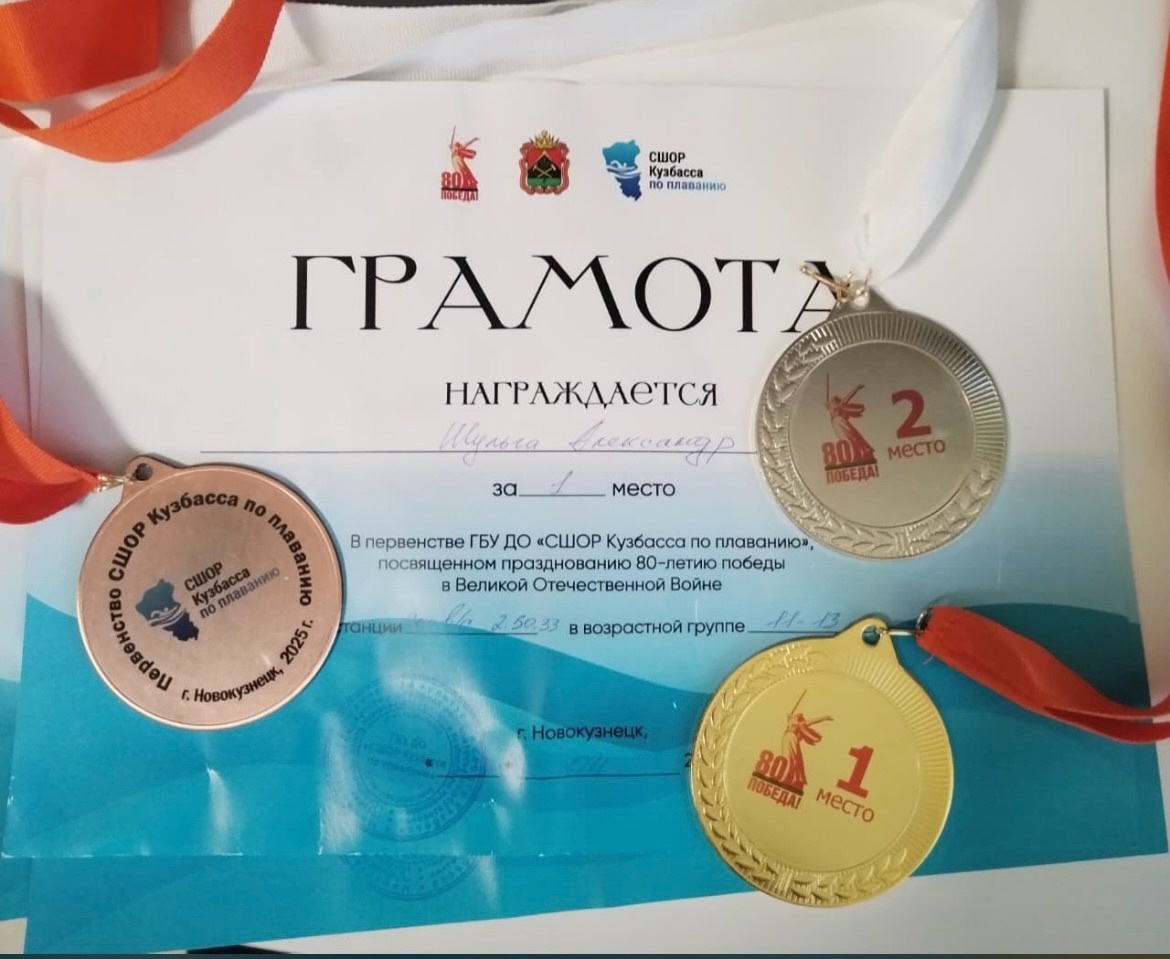 80
ПОБЕДА!
СШОР
Кузбасса
по плаванию
ГРАМОТА
НАГРАЖДАЕТСЯ
Шульга Александр
за 1 место
В первенстве ГБУ ДО «СШОР Кузбасса по плаванию»,
посвященном празднованию 80-летию победы
в Великой Отечественной Войне
танции 2.50,33 в возрастной группе 11-13
г. Новокузнецк,
80
ПОБЕДА!
2
место
Первенство СШОР Кузбасса по плаванию
СШОР
Кузбасса
по плаванию
г. Новокузнецк, 2025 г.
80
ПОБЕДА!
1
место